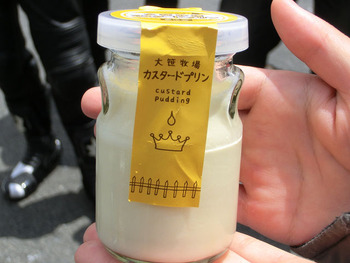 大笹牧場
カスタードプリン
custard
pudding